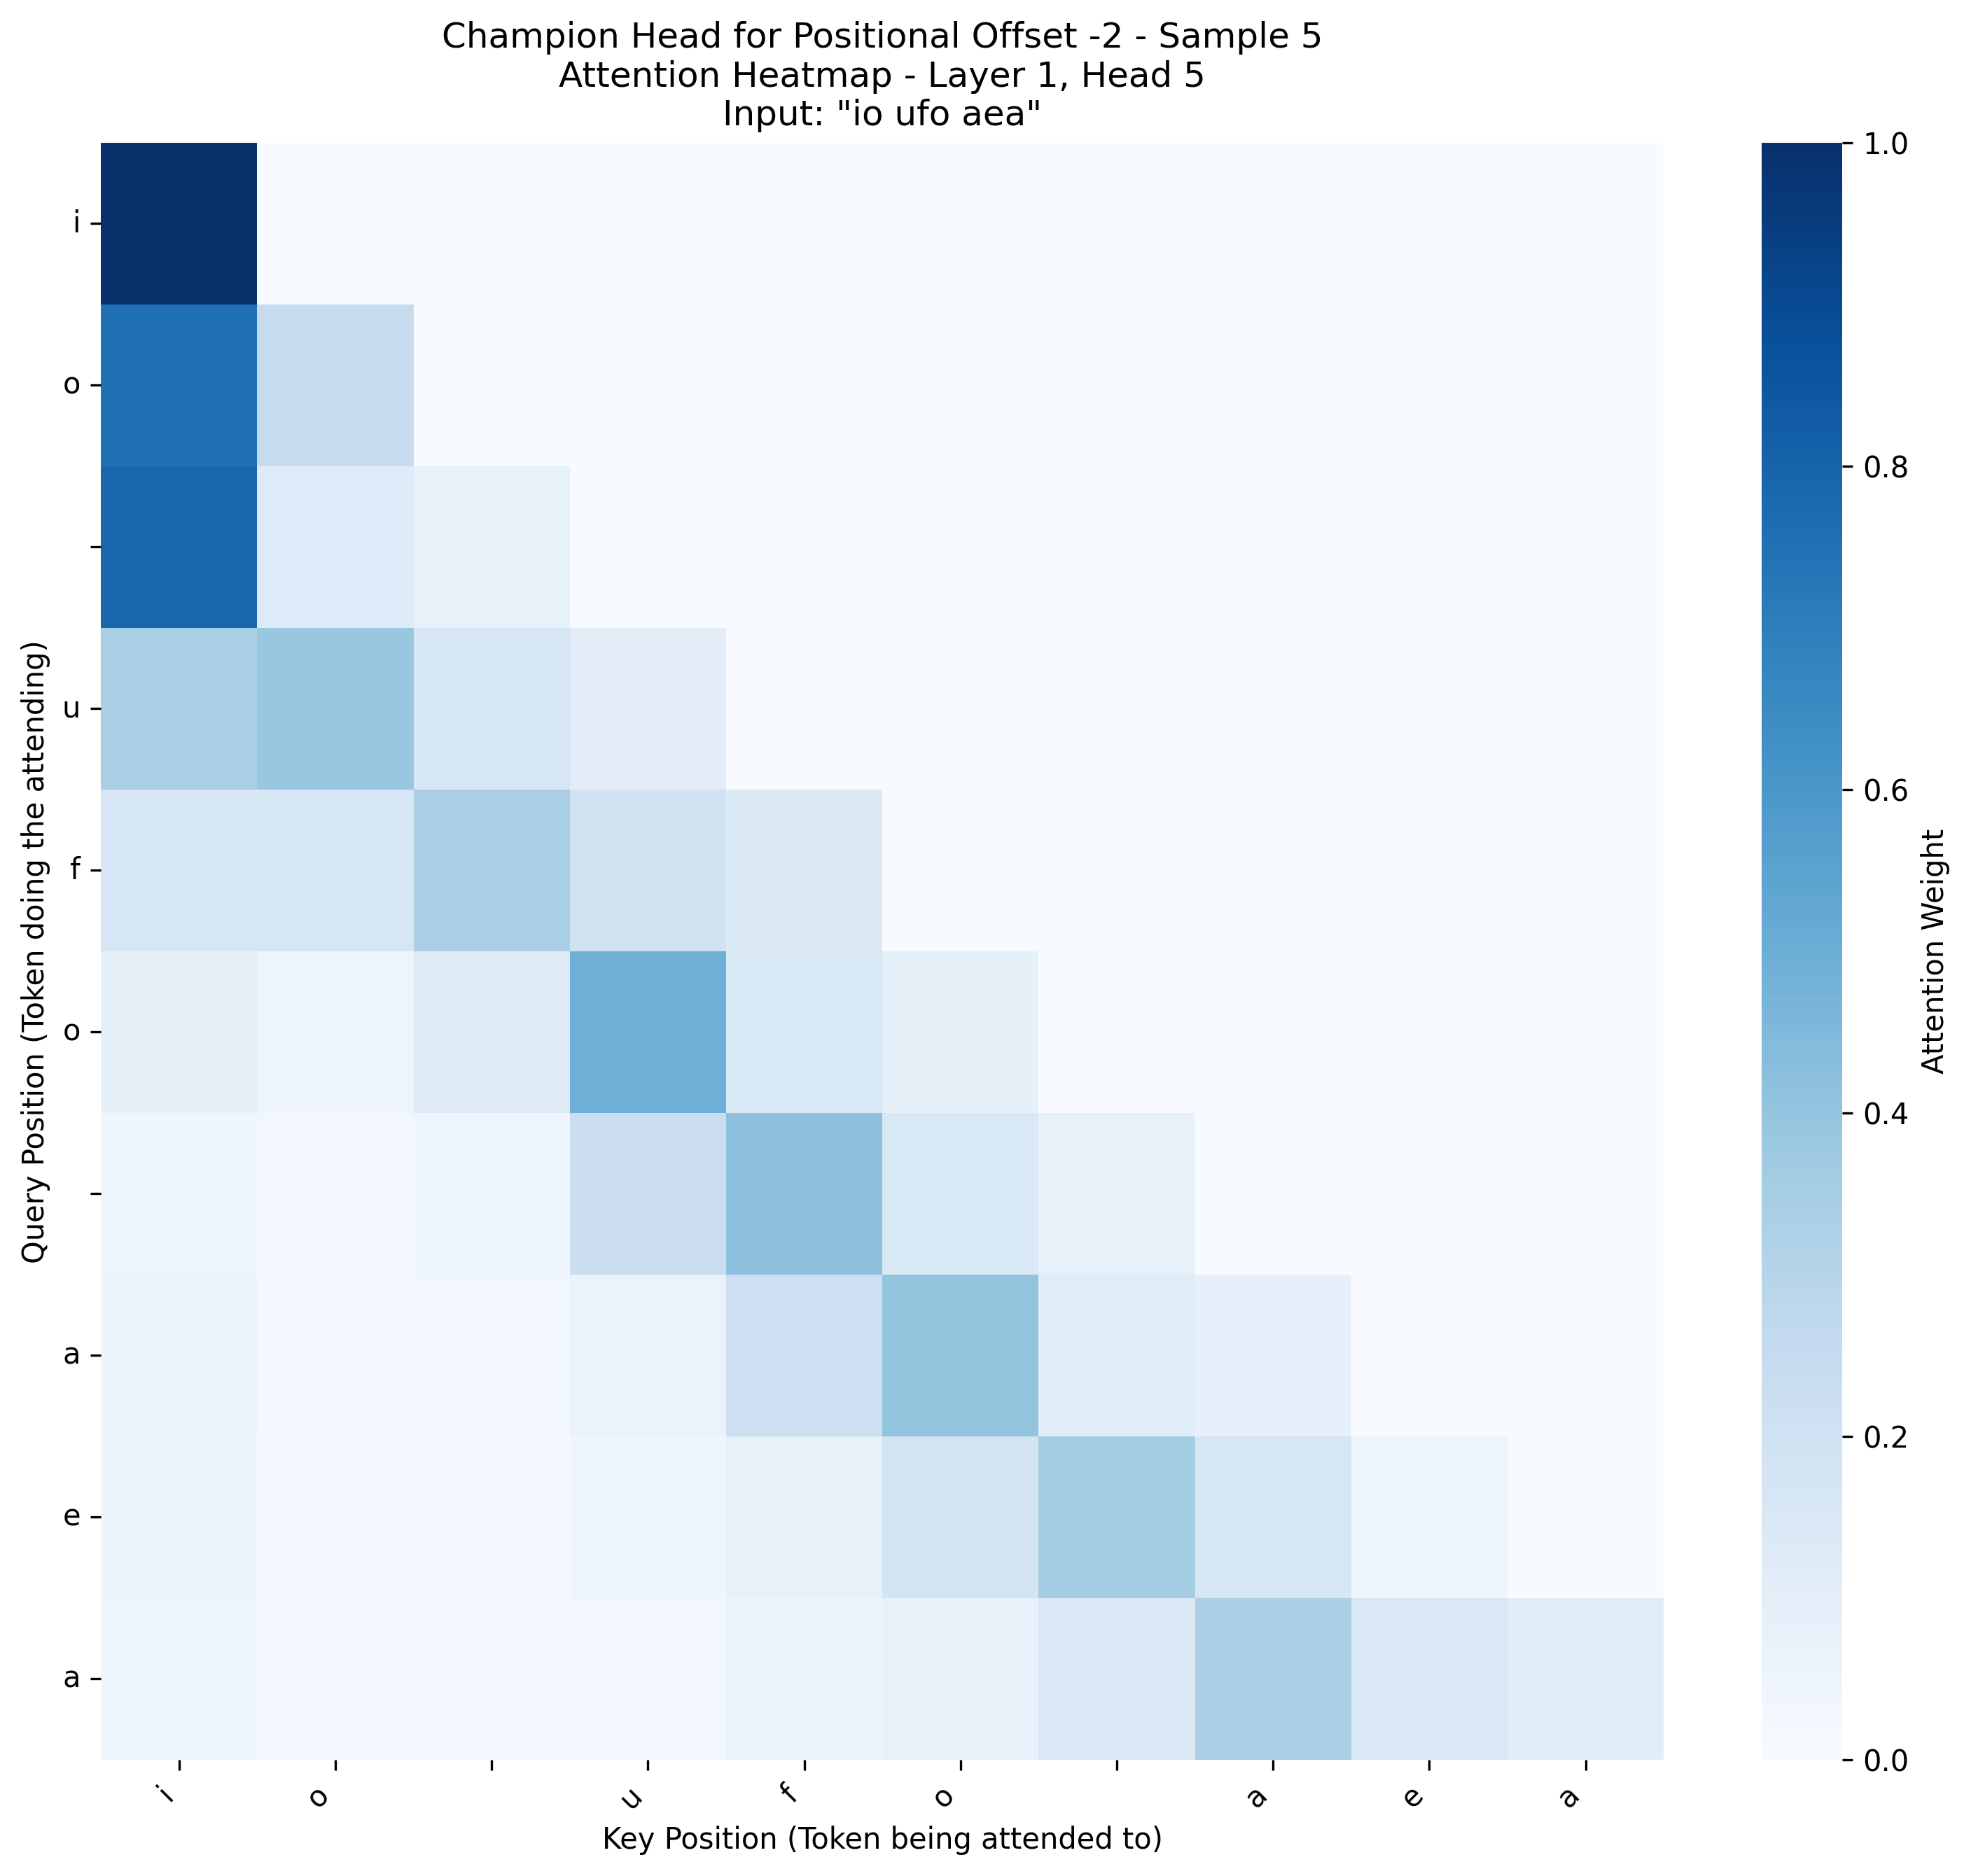 Champion Head for Positional Offset -2 - Sample 5
Attention Heatmap - Layer 1, Head 5
Input: "io ufo aea"
Query Position (Token doing the attending)
i
o
u
f
o
a
e
a
i
o
u
f
o
a
e
a
Key Position (Token being attended to)
1.0
0.8
0.6
0.4
0.2
0.0
Attention Weight